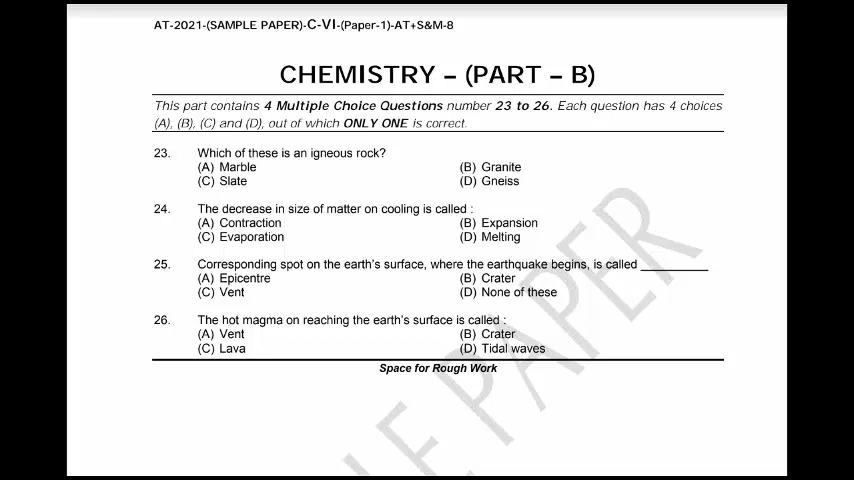 AT-2021-(SAMPLE PAPER)-C-VI-(Paper-1)-AT+S&M-8
CHEMISTRY – (PART – B)
This part contains 4 Multiple Choice Questions number 23 to 26. Each question has 4 choices
(A), (B), (C) and (D), out of which ONLY ONE is correct.
23. Which of these is an igneous rock?
(A) Marble (B) Granite
(C) Slate (D) Gneiss
24. The decrease in size of matter on cooling is called :
(A) Contraction (B) Expansion
(C) Evaporation (D) Melting
25. Corresponding spot on the earth's surface, where the earthquake begins, is called __________
(A) Epicentre (B) Crater
(C) Vent (D) None of these
26. The hot magma on reaching the earth's surface is called :
(A) Vent (B) Crater
(C) Lava (D) Tidal waves
Space for Rough Work
LE PAPER